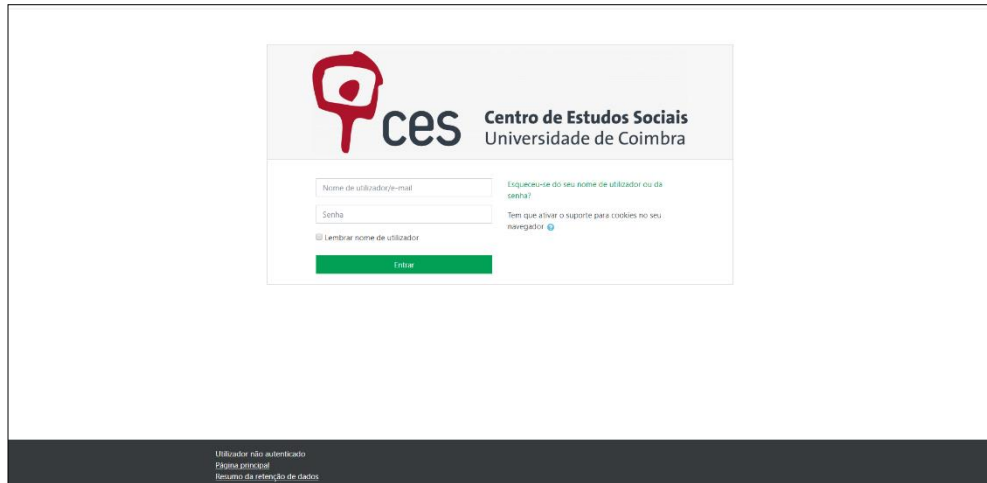 ces
Centro de Estudos Sociais
Universidade de Coimbra
Nome de utilizador/e-mail
Senha
Lembrar nome de utilizador
Entrar
Esqueceu-se do seu nome de utilizador ou da
senha?
Tem que ativar o suporte para cookies no seu
navegador
Utilizador não autenticado
Página principal
Resumo da retenção de dados